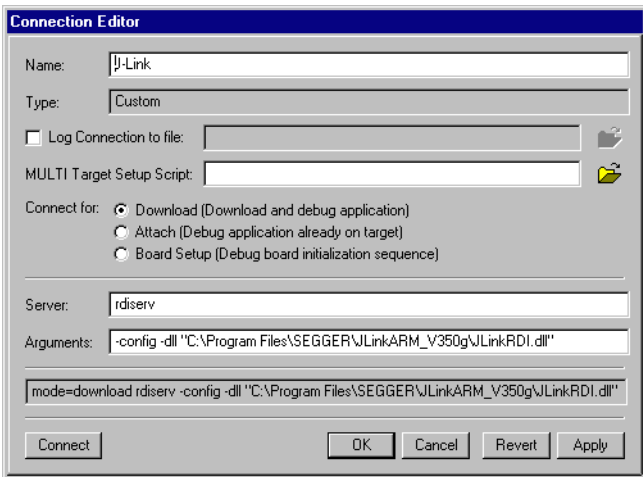 Connection Editor
Name: J-Link
Type: Custom
Log Connection to file:
MULTI Target Setup Script:
Connect for: Download (Download and debug application)
Attach (Debug application already on target)
Board Setup (Debug board initialization sequence)
Server: rdiserv
Arguments: -config -dll "C:\Program Files\SEGGER\JLinkARM_V350g\JLinkRDI.dll"
mode=download rdiserv -config -dll "C:\Program Files\SEGGER\JLinkARM_V350g\JLinkRDI.dll"
Connect OK Cancel Revert Apply